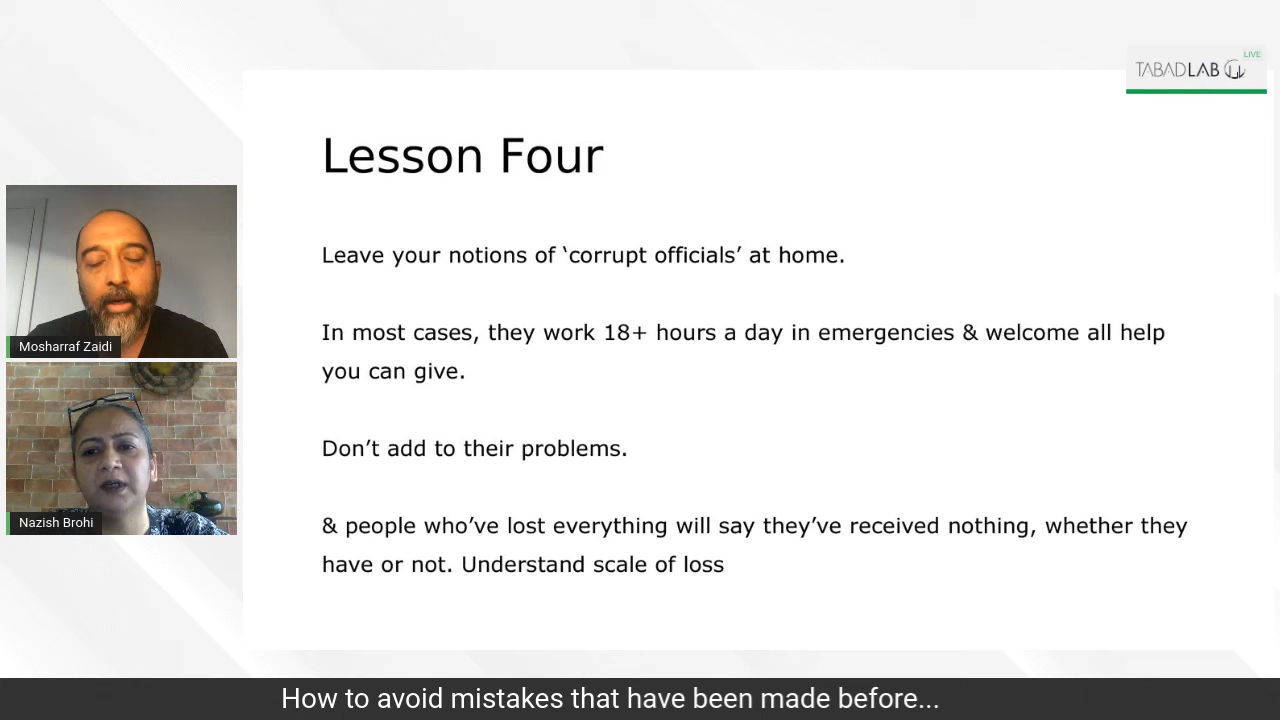 LIVE
TABADLAB
Lesson Four
Leave your notions of ‘corrupt officials’ at home.
In most cases, they work 18+ hours a day in emergencies & welcome all help
you can give.
Don’t add to their problems.
& people who’ve lost everything will say they’ve received nothing, whether they
have or not. Understand scale of loss
Mosharraf Zaidi
Nazish Brohi
How to avoid mistakes that have been made before...